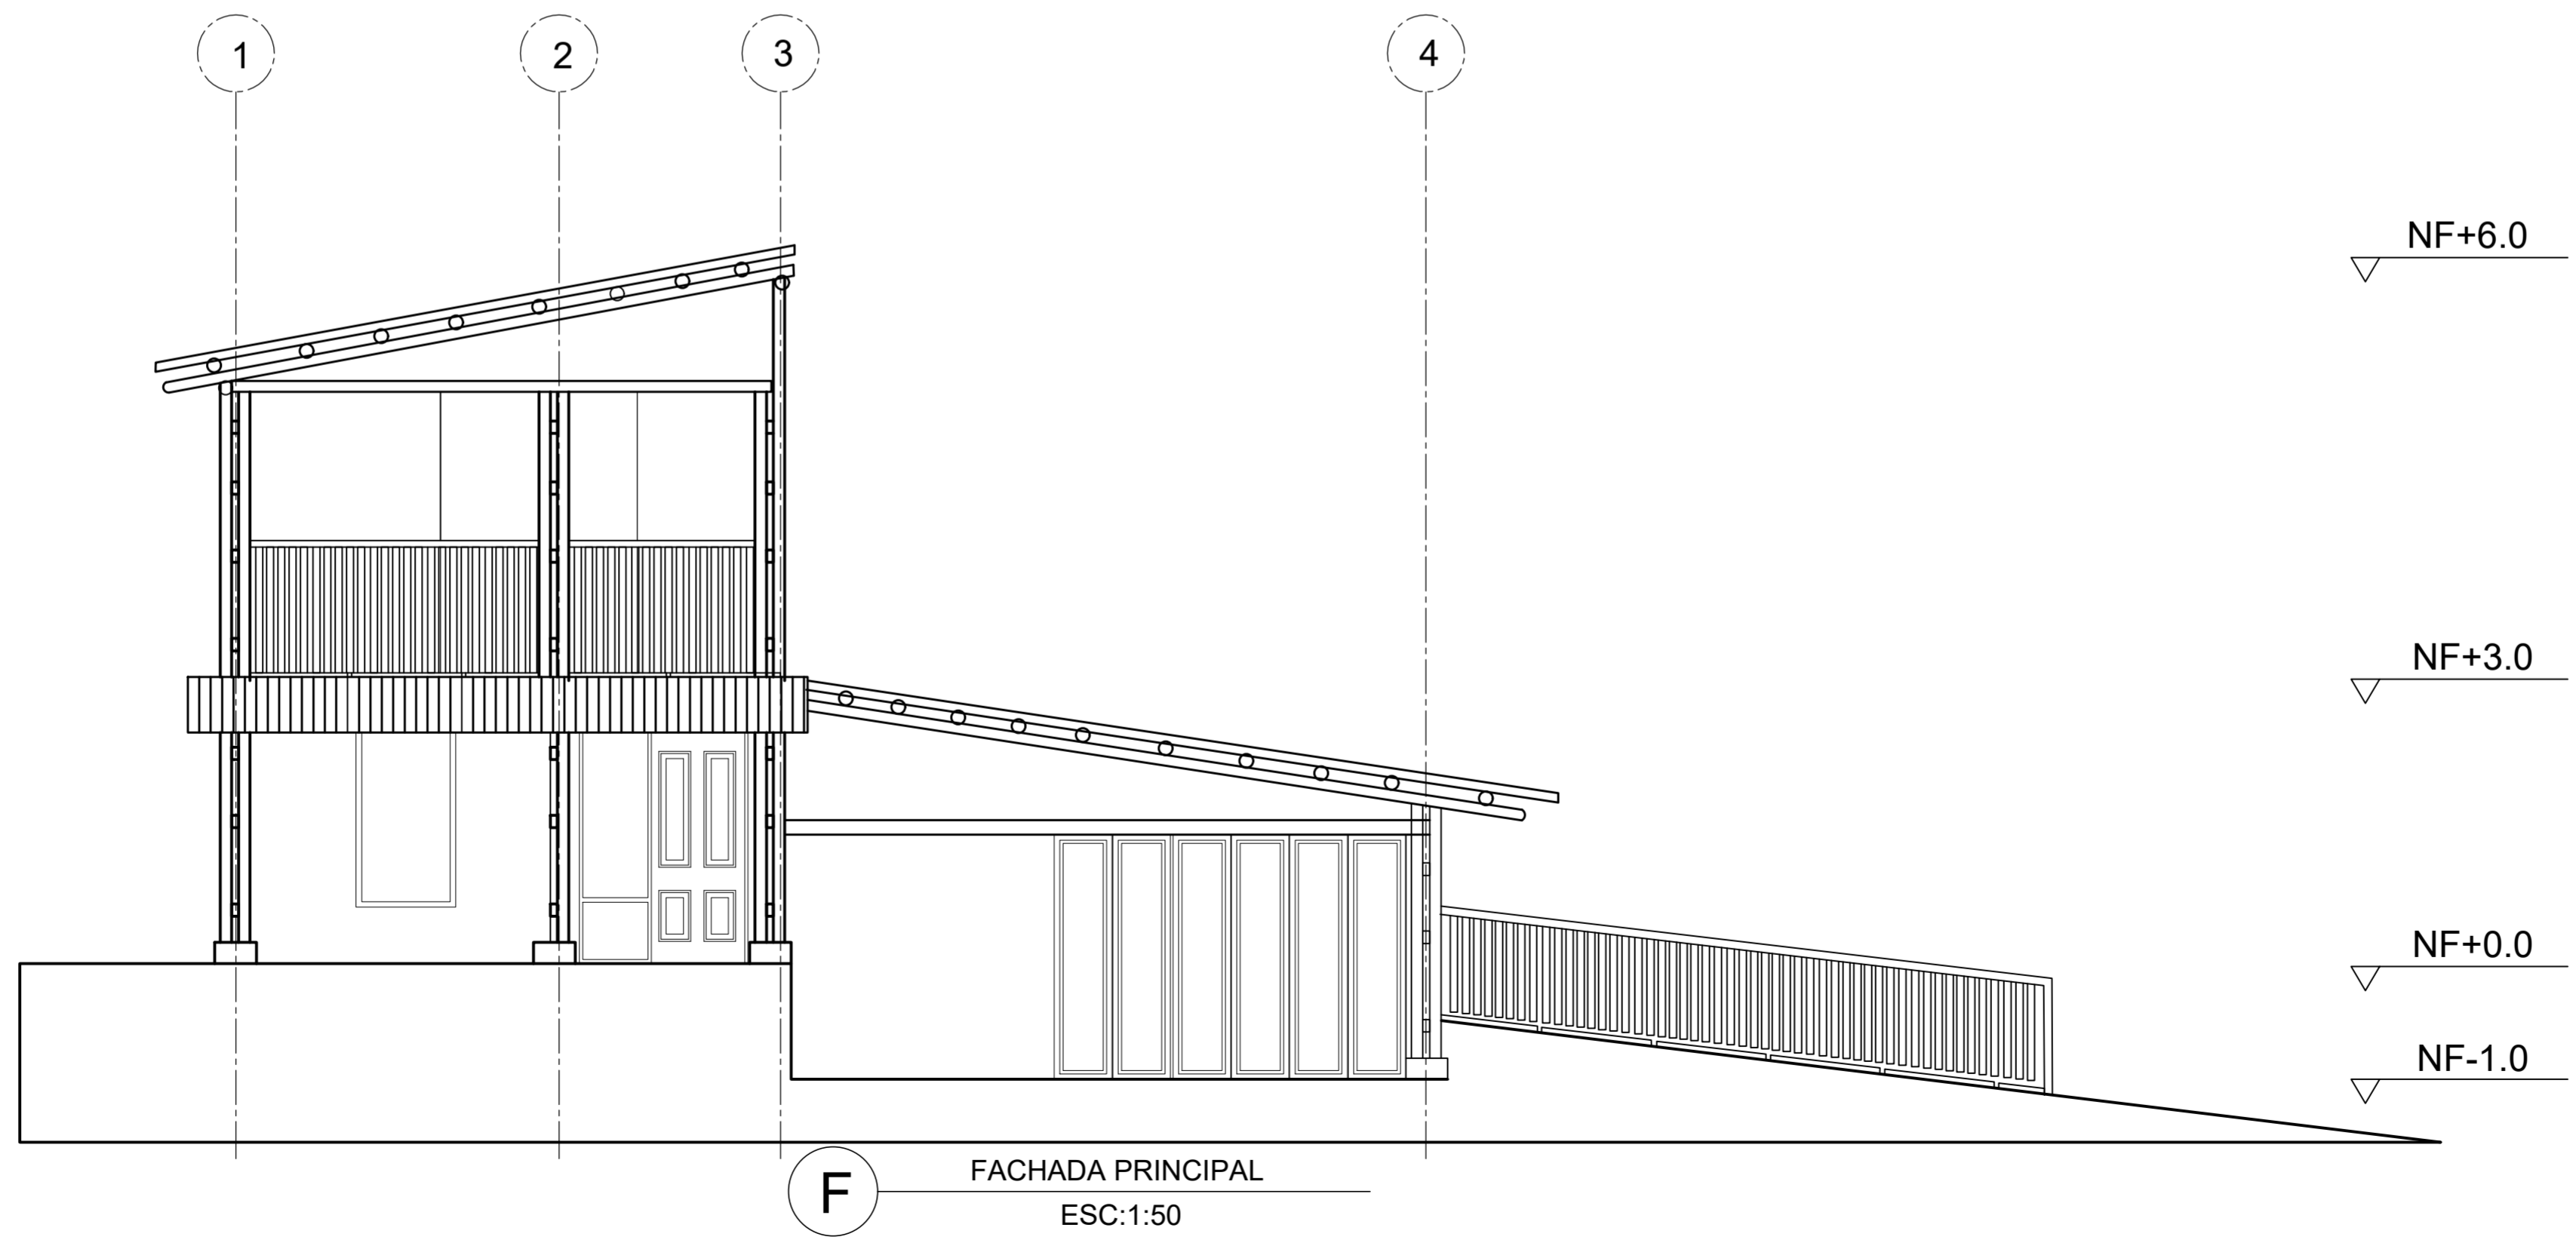 1
2
3
4
NF+6.0
NF+3.0
NF+0.0
NF-1.0
F
FACHADA PRINCIPAL
ESC:1:50